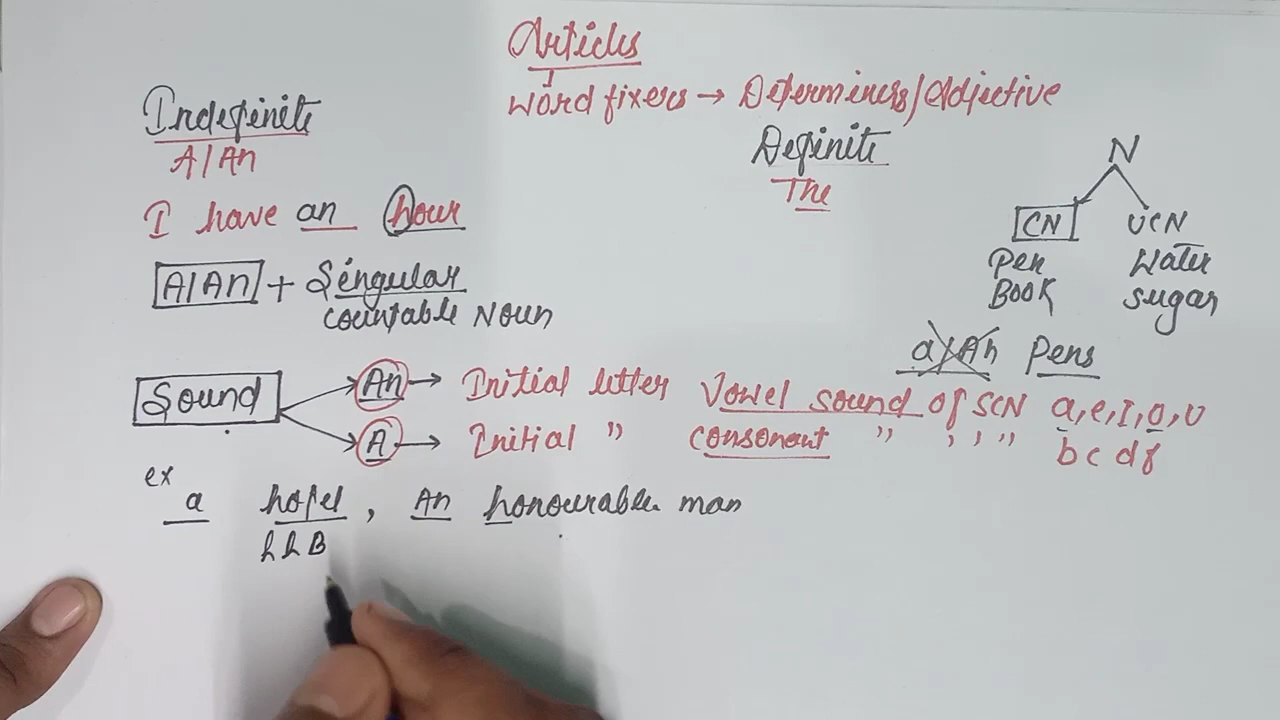 Articles
Word fixers → Determiners/Adjective
Indefinite
A/An
Definite
The
N
CN UCN
Pen Water
Book Sugar
I have an hour
A/An + Singular
countable Noun
a/An Pens
Sound
An → Initial letter Vowel sound of SCN a, e, I, o, U
A → Initial " consonant " " " b c d f
ex
a hotel, An honourable man
h h B